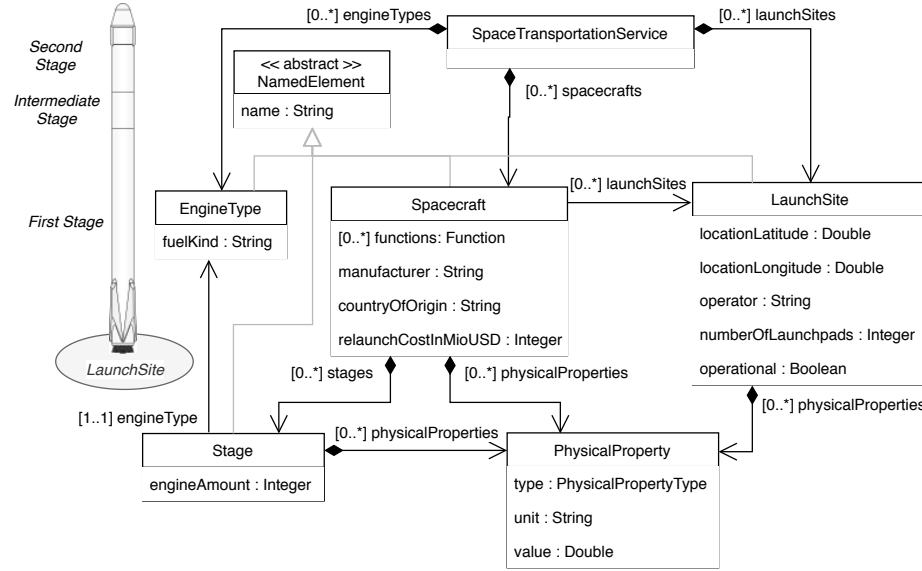 Second
Stage
Intermediate
Stage
First Stage
LaunchSite
[0..*] engineTypes
SpaceTransportationService
[0..*] launchSites
[0..*] spacecrafts
<< abstract >>
NamedElement
name : String
EngineType
fuelKind : String
Spacecraft
[0..*] functions: Function
manufacturer : String
countryOfOrigin : String
relaunchCostInMioUSD : Integer
[0..*] launchSites
LaunchSite
locationLatitude : Double
locationLongitude : Double
operator : String
numberOfLaunchpads : Integer
operational : Boolean
[0..*] stages
[0..*] physicalProperties
[0..*] physicalProperties
[1..1] engineType
Stage
engineAmount : Integer
[0..*] physicalProperties
PhysicalProperty
type : PhysicalPropertyType
unit : String
value : Double